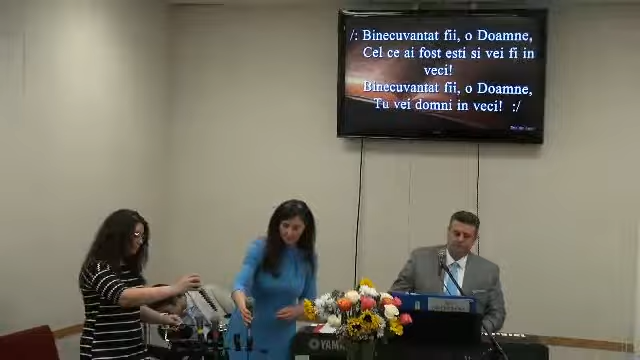 /: Binecuvantat fii, o Doamne,
Cel ce ai fost esti si vei fi in
veci!
Binecuvantat fii, o Doamne,
Tu vei domni in veci! :/
YAMAHA